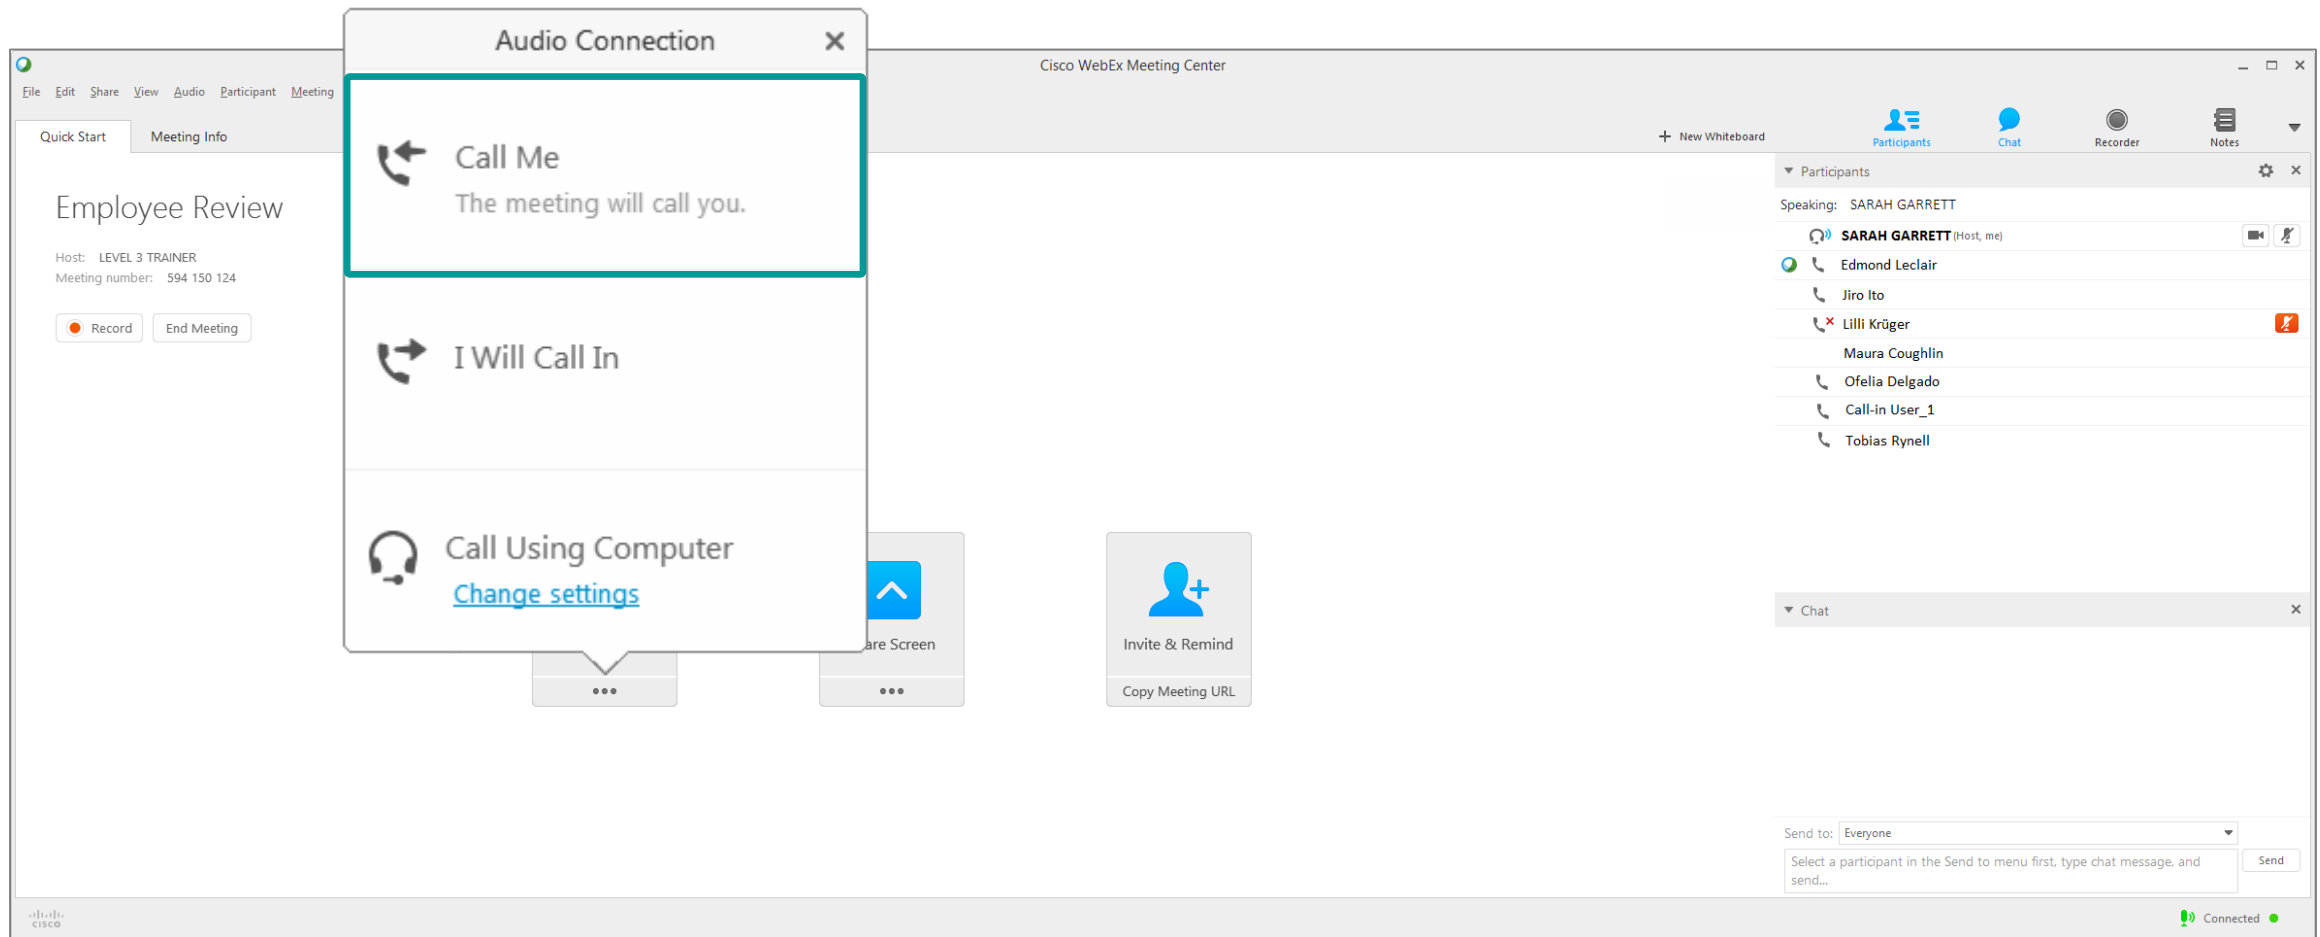 Audio Connection
Call Me
The meeting will call you.
I Will Call In
Call Using Computer
Change settings
Cisco WebEx Meeting Center
File Edit Share View Audio Participant Meeting
Quick Start Meeting Info
New Whiteboard
Participants Chat Recorder Notes
Employee Review
Host: LEVEL 3 TRAINER
Meeting number: 594 150 124
Record End Meeting
are Screen
Invite & Remind
Copy Meeting URL
Participants
Speaking: SARAH GARRETT
SARAH GARRETT (Host, me)
Edmond Leclair
Jiro Ito
Lilli Krüger
Maura Coughlin
Ofelia Delgado
Call-in User_1
Tobias Rynell
Chat
Send to: Everyone
Select a participant in the Send to menu first, type chat message, and
send...
Send
CISCO
Connected